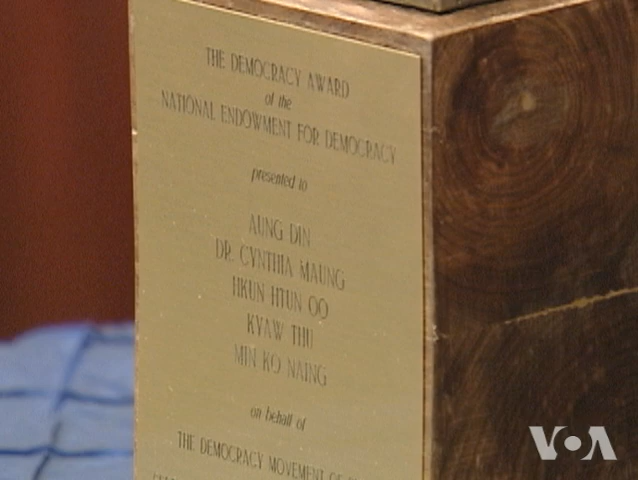 THE DEMOCRACY AWARD
of the
NATIONAL ENDOWMENT FOR DEMOCRACY
presented to
AUNG DIN
DR. CYNTHIA MAUNG
HKUN HTUN OO
KYAW THU
MIN KO NAING
on behalf of
THE DEMOCRACY MOVEMENT OF
VOA